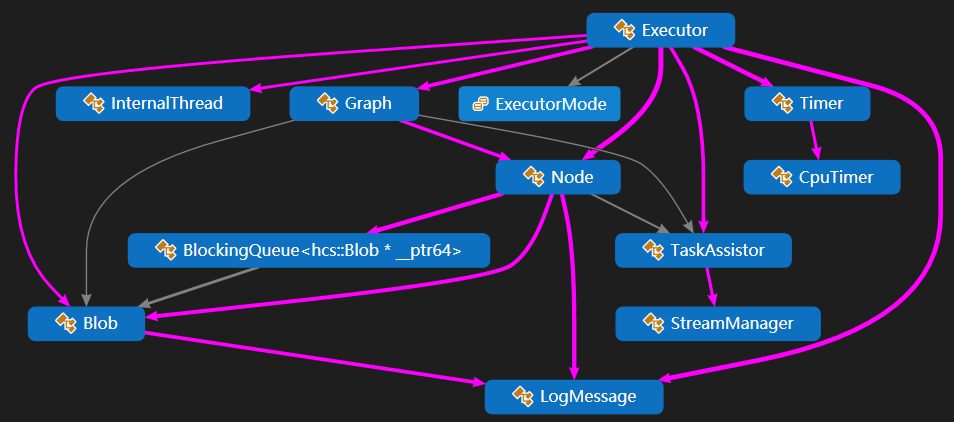 Executor
InternalThread
Graph
ExecutorMode
Timer
Node
CpuTimer
BlockingQueue<hcs::Blob * __ptr64>
TaskAssistor
Blob
StreamManager
LogMessage